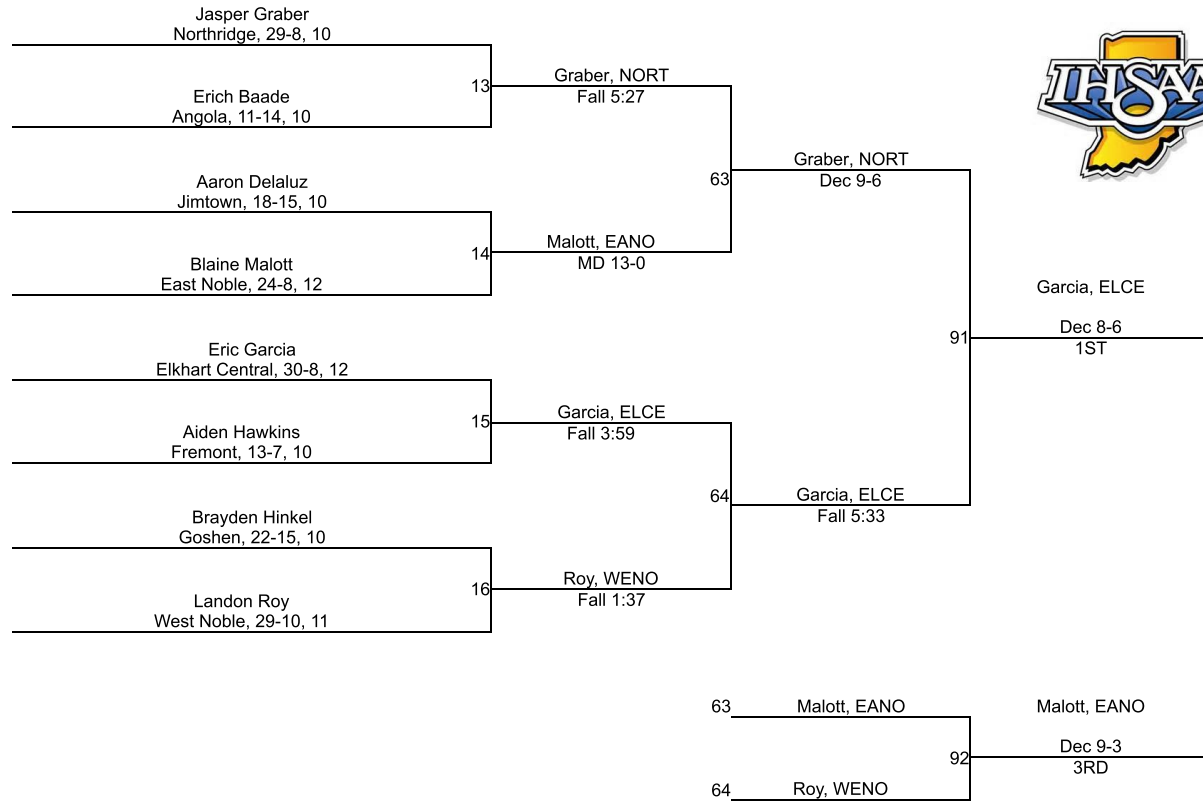 Jasper Graber
Northridge, 29-8, 10
13
Graber, NORT
Fall 5:27
Erich Baade
Angola, 11-14, 10
IHSAA
63
Graber, NORT
Dec 9-6
Aaron Delaluz
Jimtown, 18-15, 10
14
Malott, EANO
MD 13-0
Blaine Malott
East Noble, 24-8, 12
91
Garcia, ELCE
Dec 8-6
1ST
Eric Garcia
Elkhart Central, 30-8, 12
15
Garcia, ELCE
Fall 3:59
Aiden Hawkins
Fremont, 13-7, 10
64
Garcia, ELCE
Fall 5:33
Brayden Hinkel
Goshen, 22-15, 10
16
Roy, WENO
Fall 1:37
Landon Roy
West Noble, 29-10, 11
63
Malott, EANO
92
Malott, EANO
Dec 9-3
3RD
64
Roy, WENO